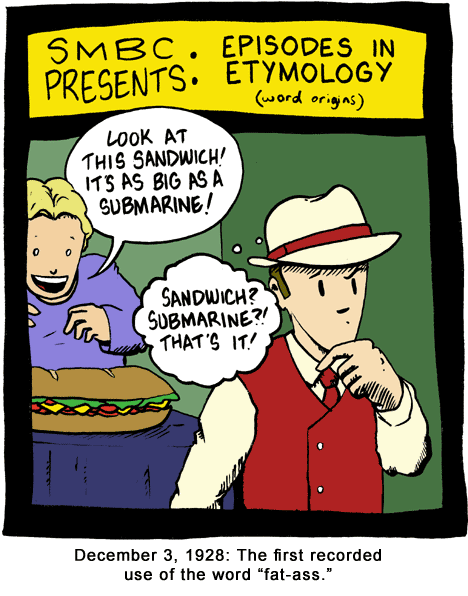 SMBC PRESENTS:
EPISODES IN ETYMOLOGY
(word origins)
LOOK AT
THIS SANDWICH!
IT'S AS BIG AS A
SUBMARINE!
SANDWICH?
SUBMARINE?!
THAT'S IT!
December 3, 1928: The first recorded
use of the word "fat-ass."